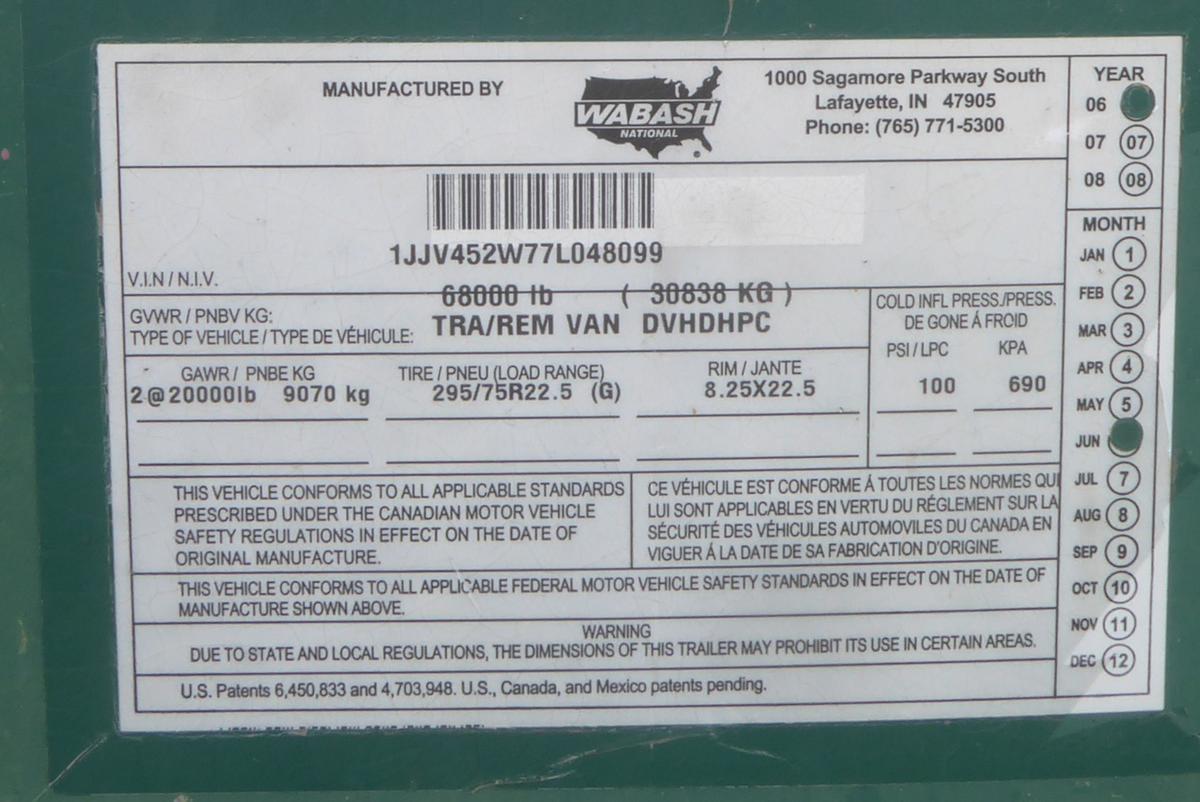 MANUFACTURED BY
WABASH
NATIONAL
1000 Sagamore Parkway South
Lafayette, IN 47905
Phone: (765) 771-5300
YEAR
06
07 07
08 08
MONTH
JAN 1
FEB 2
MAR 3
APR 4
MAY 5
JUN
JUL 7
AUG 8
SEP 9
OCT 10
NOV 11
DEC 12
1JJV452W77L048099
V.I.N / N.I.V.
68000 lb ( 30838 KG )
GVWR / PNBV KG:
TYPE OF VEHICLE / TYPE DE VÉHICULE: TRA/REM VAN DVHDHPC
COLD INFL PRESS./PRESS.
DE GONE Á FROID
PSI / LPC KPA
100 690
GAWR / PNBE KG TIRE / PNEU (LOAD RANGE) RIM / JANTE
2@20000lb 9070 kg 295/75R22.5 (G) 8.25X22.5
THIS VEHICLE CONFORMS TO ALL APPLICABLE STANDARDS
PRESCRIBED UNDER THE CANADIAN MOTOR VEHICLE
SAFETY REGULATIONS IN EFFECT ON THE DATE OF
ORIGINAL MANUFACTURE.
CE VÉHICULE EST CONFORME Á TOUTES LES NORMES QUI
LUI SONT APPLICABLES EN VERTU DU RÉGLEMENT SUR LA
SÉCURITÉ DES VÉHICULES AUTOMOVILES DU CANADA EN
VIGUER Á LA DATE DE SA FABRICATION D'ORIGINE.
THIS VEHICLE CONFORMS TO ALL APPLICABLE FEDERAL MOTOR VEHICLE SAFETY STANDARDS IN EFFECT ON THE DATE OF
MANUFACTURE SHOWN ABOVE.
WARNING
DUE TO STATE AND LOCAL REGULATIONS, THE DIMENSIONS OF THIS TRAILER MAY PROHIBIT ITS USE IN CERTAIN AREAS.
U.S. Patents 6,450,833 and 4,703,948. U.S., Canada, and Mexico patents pending.